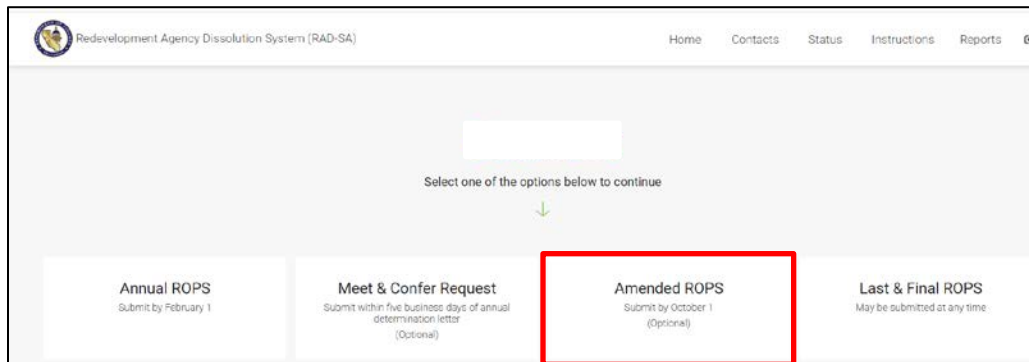 Redevelopment Agency Dissolution System (RAD-SA)
Home Contacts Status Instructions Reports
Select one of the options below to continue
Annual ROPS
Submit by February 1
Meet & Confer Request
Submit within five business days of annual
determination letter
(Optional)
Amended ROPS
Submit by October 1
(Optional)
Last & Final ROPS
May be submitted at any time